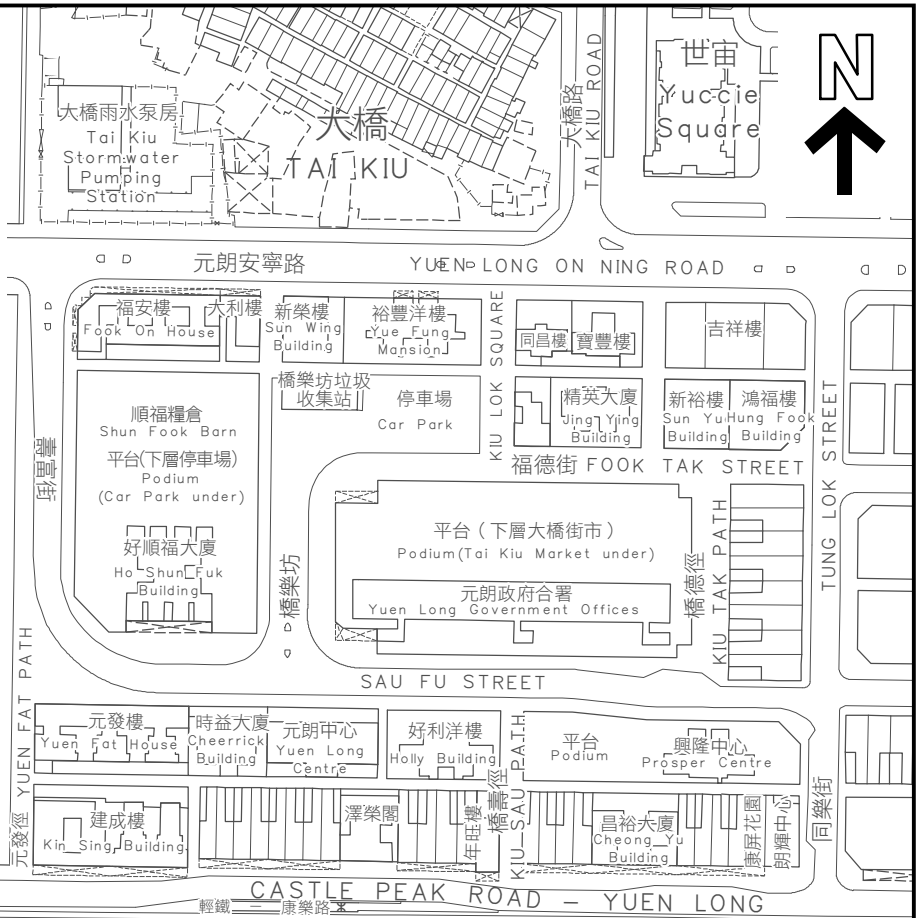 大橋雨水泵房
Tai Kiu
Stormwater
Pumping
Station
大橋
TAI KIU
大橋路
TAI KIU ROAD
世宙
Yuccie
Square
N
元朗安寧路
YUEN LONG ON NING ROAD
福安樓
Fook On House
大利樓
新榮樓
Sun Wing
Building
裕豐洋樓
Yue Fung
Mansion
KIU LOK SQUARE
同昌樓
寶豐樓
吉祥樓
橋樂坊垃圾
收集站
停車場
Car Park
精英大廈
Jing Ying
Building
新裕樓
Sun Yu
Building
鴻福樓
Hung Fook
Building
福德街 FOOK TAK STREET
TUNG LOK STREET
順福糧倉
Shun Fook Barn
平台(下層停車場)
Podium
(Car Park under)
壽富街
好順福大廈
Ho Shun Fuk
Building
橋樂坊
平台(下層大橋街市)
Podium(Tai Kiu Market under)
元朗政府合署
Yuen Long Government Offices
橋德徑
KIU TAK PATH
SAU FU STREET
YUEN FAT PATH
元發徑
元發樓
Yuen Fat House
時益大廈
Cheerrick
Building
元朗中心
Yuen Long
Centre
好利洋樓
Holly Building
橋壽徑
KIU SAU PATH
平台
Podium
興隆中心
Prosper Centre
同樂街
建成樓
Kin Sing Building
澤榮閣
年旺樓
昌裕大廈
Cheong Yu
Building
康屏花園
朗輝中心
CASTLE PEAK ROAD – YUEN LONG
輕鐵 – 康樂路